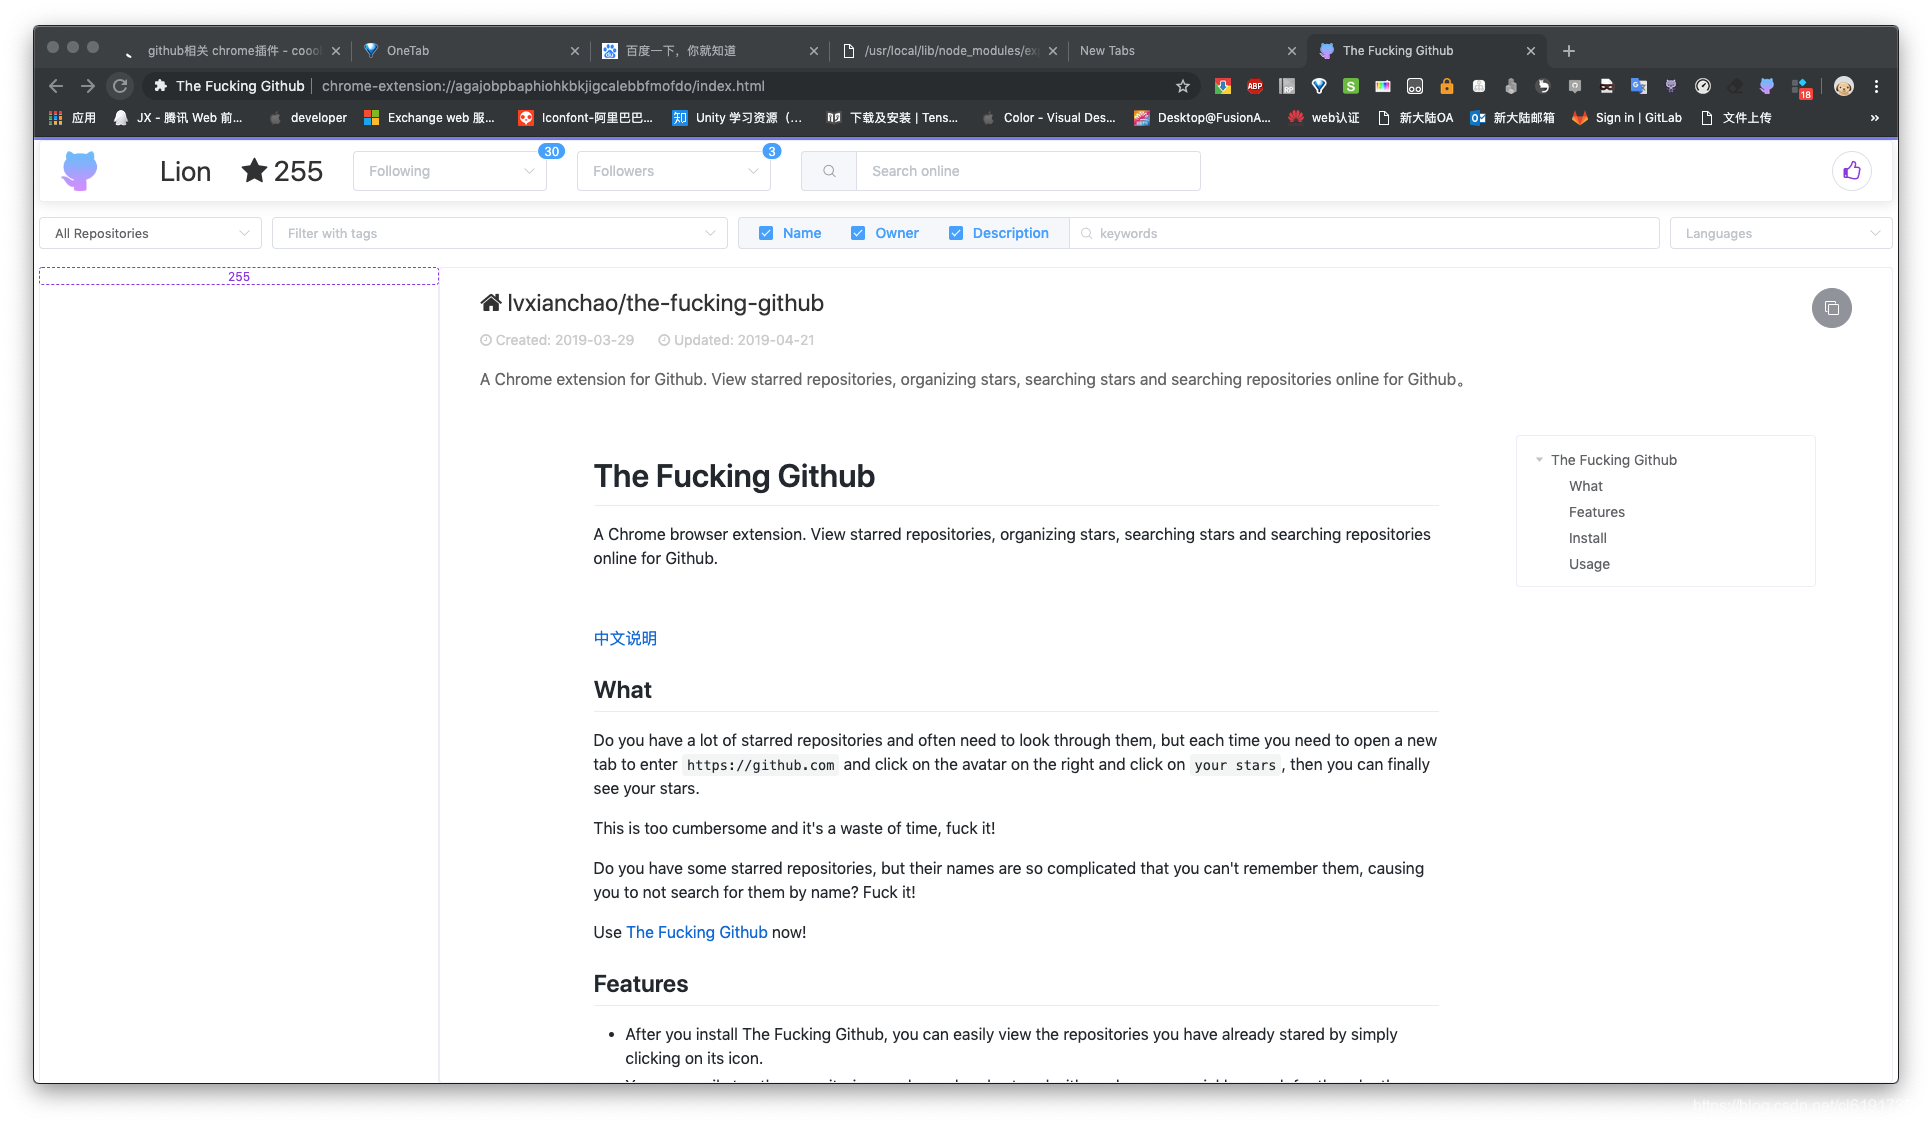 github相关 chrome插件 - coool
OneTab
百度一下，你就知道
/usr/local/lib/node_modules/exp
New Tabs
The Fucking Github
The Fucking Github
chrome-extension://agajobpbaphiohkbkjigcalebbfmofdo/index.html
ABP
18
应用
JX - 腾讯 Web 前...
developer
Exchange web 服...
Iconfont-阿里巴巴...
Unity 学习资源（...
下载及安装 | Tens...
Color - Visual Des...
Desktop@FusionA...
web认证
新大陆OA
新大陆邮箱
Sign in | GitLab
文件上传
»
Lion
255
Following
30
Followers
3
Search online
All Repositories
Filter with tags
Name
Owner
Description
keywords
Languages
255
lvxianchao/the-fucking-github
Created: 2019-03-29
Updated: 2019-04-21
A Chrome extension for Github. View starred repositories, organizing stars, searching stars and searching repositories online for Github。
The Fucking Github
What
Features
Install
Usage
The Fucking Github
A Chrome browser extension. View starred repositories, organizing stars, searching stars and searching repositories
online for Github.
中文说明
What
Do you have a lot of starred repositories and often need to look through them, but each time you need to open a new
tab to enter https://github.com and click on the avatar on the right and click on your stars, then you can finally
see your stars.
This is too cumbersome and it's a waste of time, fuck it!
Do you have some starred repositories, but their names are so complicated that you can't remember them, causing
you to not search for them by name? Fuck it!
Use The Fucking Github now!
Features
• After you install The Fucking Github, you can easily view the repositories you have already stared by simply
clicking on its icon.